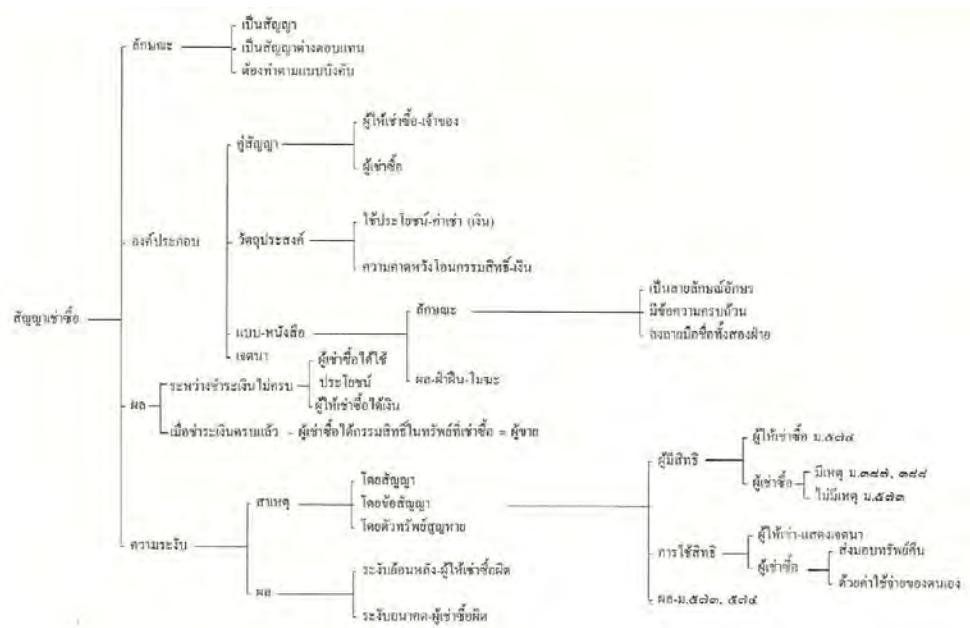 สัญญาเช่าซื้อ
ลักษณะ
เป็นสัญญา
เป็นสัญญาต่างตอบแทน
ต้องทำตามแบบบังคับ
องค์ประกอบ
คู่สัญญา
ผู้ให้เช่าซื้อ-เจ้าของ
ผู้เช่าซื้อ
วัตถุประสงค์
ใช้ประโยชน์-ค่าเช่า (เงิน)
ความคาดหวังโอนกรรมสิทธิ์-เงิน
แบบ-หนังสือ
ลักษณะ
เป็นลายลักษณ์อักษร
มีข้อความครบถ้วน
ลงลายมือชื่อทั้งสองฝ่าย
ผล-ฝ่าฝืน-โมฆะ
เจตนา
ผล
ระหว่างชำระเงินไม่ครบ
ผู้เช่าซื้อได้ใช้
ประโยชน์
ผู้ให้เช่าซื้อได้เงิน
เมื่อชำระเงินครบแล้ว - ผู้เช่าซื้อได้กรรมสิทธิ์ในทรัพย์ที่เช่าซื้อ = ผู้ขาย
ความระงับ
สาเหตุ
โดยสัญญา
โดยข้อสัญญา
โดยตัวทรัพย์สูญหาย
ผู้มีสิทธิ
ผู้ให้เช่าซื้อ ม.๕๗๔
ผู้เช่าซื้อ
มีเหตุ ม.๓๘๗, ๓๘๘
ไม่มีเหตุ ม.๕๗๓
การใช้สิทธิ
ผู้ให้เช่า-แสดงเจตนา
ผู้เช่าซื้อ
ส่งมอบทรัพย์คืน
ด้วยค่าใช้จ่ายของตนเอง
ผล-ม.๕๗๓, ๕๗๔
ผล
ระงับย้อนหลัง-ผู้ให้เช่าซื้อผิด
ระงับอนาคต-ผู้เช่าซื้อผิด